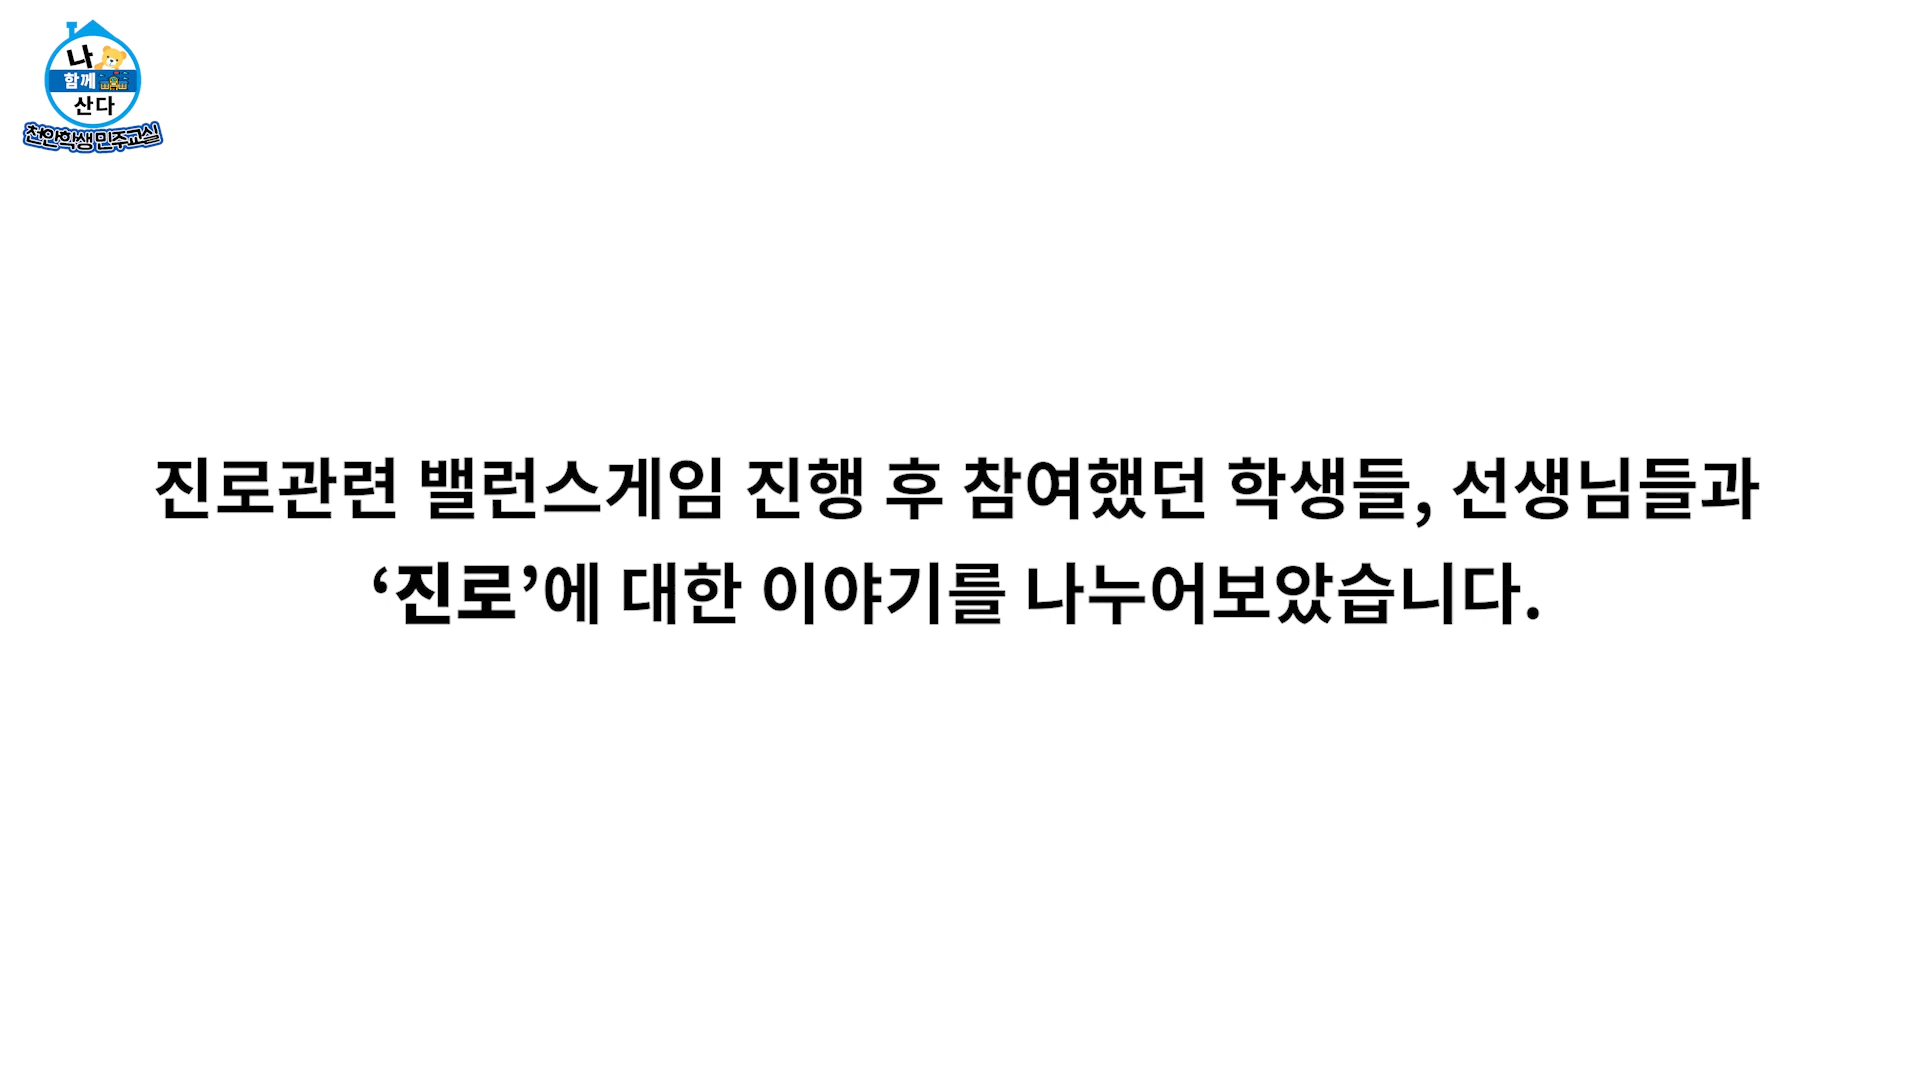 나
함께
산다
천안학생민주교실
진로관련 밸런스게임 진행 후 참여했던 학생들, 선생님들과
‘진로’에 대한 이야기를 나누어보았습니다.